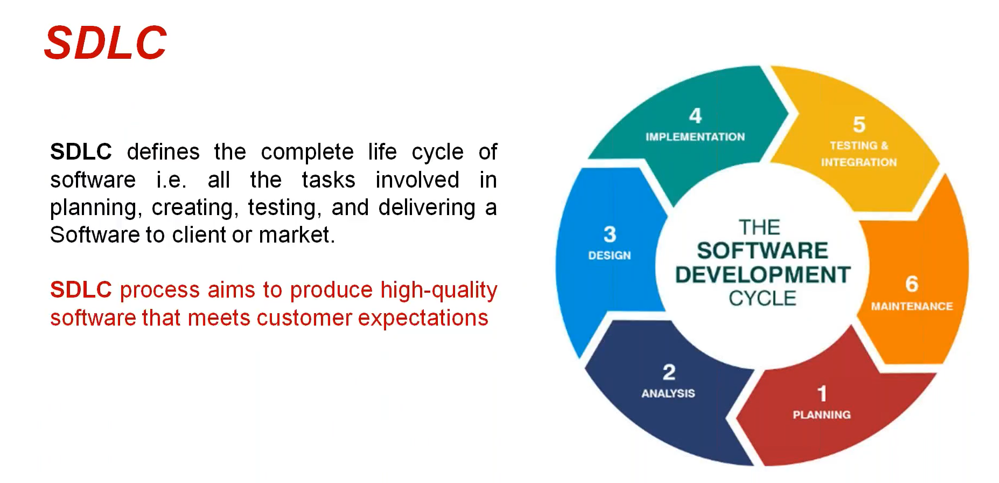 SDLC
SDLC defines the complete life cycle of
software i.e. all the tasks involved in
planning, creating, testing, and delivering a
Software to client or market.
SDLC process aims to produce high-quality
software that meets customer expectations
THE
SOFTWARE
DEVELOPMENT
CYCLE
1
PLANNING
2
ANALYSIS
3
DESIGN
4
IMPLEMENTATION
5
TESTING &
INTEGRATION
6
MAINTENANCE